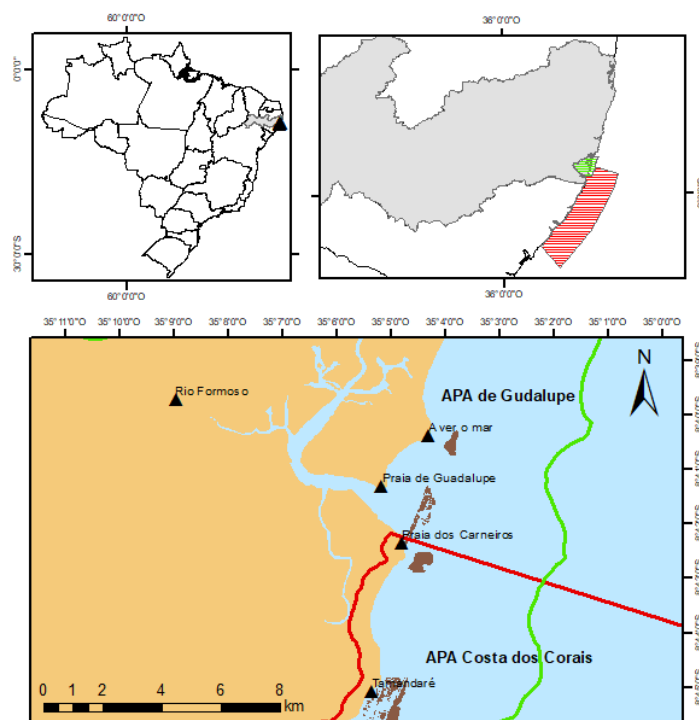 60°0'0"O
36°0'0"O
0°0'0"
30°0'0"S
60°0'0"O
36°0'0"O
35°11'0"O 35°10'0"O 35°9'0"O 35°8'0"O 35°7'0"O 35°6'0"O 35°5'0"O 35°4'0"O 35°3'0"O 35°2'0"O 35°1'0"O 35°0'0"O
N
Rio Formoso
APA de Gudalupe
A ver o mar
Praia de Guadalupe
Praia dos Carneiros
APA Costa dos Corais
Tamandaré
0 1 2 4 6 8
km